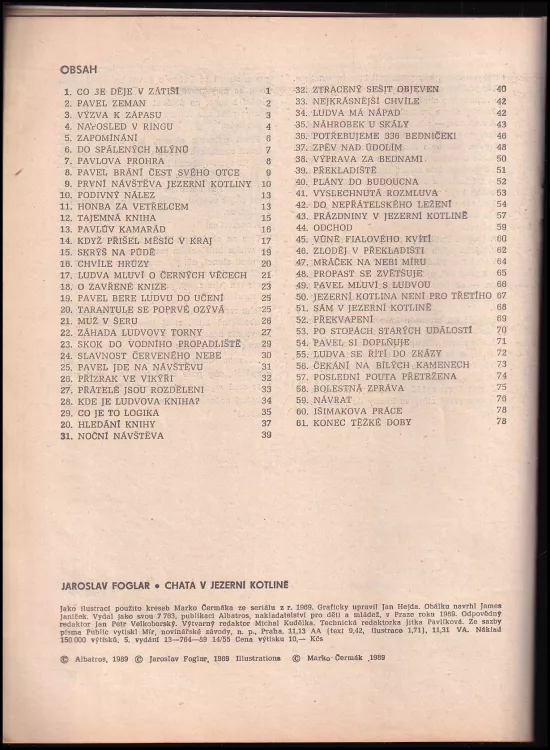 OBSAH
1. CO SE DĚJE V ZÁTIŠÍ 1
2. PAVEL ZEMAN 2
3. VÝZVA K ZÁPASU 3
4. NAPOSLED V RINGU 4
5. ZAPOMÍNÁNÍ 6
6. DO SPÁLENÝCH MLÝNŮ 7
7. PAVLOVA PROHRA 8
8. PAVEL BRÁNÍ ČEST SVÉHO OTCE 9
9. PRVNÍ NÁVŠTĚVA JEZERNÍ KOTLINY 10
10. PODIVNÝ NÁLEZ 13
11. HONBA ZA VETŘELCEM 13
12. TAJEMNÁ KNIHA 15
13. PAVLŮV KAMARÁD 16
14. KDYŽ PŘIŠEL MĚSÍC V KRAJ 17
15. SKRÝŠ NA PŮDĚ 19
16. CHVÍLE HRŮZY 20
17. LUDVA MLUVÍ O ČERNÝCH VĚCECH 21
18. O ZAVŘENÉ KNIZE 23
19. PAVEL BERE LUDVU DO UČENÍ 25
20. TARANTULE SE POPRVÉ OZÝVÁ 25
21. MUŽ V ŠERU 26
22. ZÁHADA LUDVOVY TORNY 27
23. SKOK DO VODNÍHO PROPADLIŠTĚ 29
24. SLAVNOST ČERVENÉHO NEBE 30
25. PAVEL JDE NA NÁVŠTĚVU 31
26. PŘÍZRAK VE VIKÝŘI 32
27. PŘÁTELÉ JSOU ROZDĚLENI 33
28. KDE JE LUDVOVA KNIHA? 34
29. CO JE TO LOGIKA 35
30. HLEDÁNÍ KNIHY 37
31. NOČNÍ NÁVŠTĚVA 39
32. ZTRACENÝ SEŠIT OBJEVEN 40
33. NEJKRÁSNĚJŠÍ CHVÍLE 42
34. LUDVA MÁ NÁPAD 42
35. NÁHROBEK U SKÁLY 43
36. POTŘEBUJEME 336 BEDNIČEK! 46
37. ZPĚV NAD ÚDOLÍM 48
38. VÝPRAVA ZA BEDNAMI 50
39. PŘEKLADIŠTĚ 51
40. PLÁNY DO BUDOUCNA 52
41. VYSLECHNUTÁ ROZMLUVA 53
42. DO NEPŘÁTELSKÉHO LEŽENÍ 54
43. PRÁZDNINY V JEZERNÍ KOTLINĚ 57
44. ODCHOD 59
45. VŮNĚ FIALOVÉHO KVÍTÍ 60
46. ZLODĚJ V PŘEKLADIŠTI 62
47. MRÁČEK NA NEBI MÍRU 64
48. PROPAST SE ZVĚTŠUJE 65
49. PAVEL MLUVÍ S LUDVOU 66
50. JEZERNÍ KOTLINA NENÍ PRO TŘETÍHO 67
51. SÁM V JEZERNÍ KOTLINĚ 68
52. PŘEKVAPENÍ 69
53. PO STOPÁCH STARÝCH UDÁLOSTÍ 70
54. PAVEL SI DOPLŇUJE 71
55. LUDVA SE ŘÍTÍ DO ZKÁZY 72
56. ČEKÁNÍ NA BÍLÝCH KAMENECH 73
57. POSLEDNÍ POUTA PŘETRŽENA 74
58. BOLESTNÁ ZPRÁVA 75
59. NÁVRAT 76
60. IŠIMAKOVA PRÁCE 78
61. KONEC TĚŽKÉ DOBY 78
JAROSLAV FOGLAR • CHATA V JEZERNÍ KOTLINĚ
Jako ilustrací použito kreseb Marko Čermáka ze seriálu z r. 1969. Graficky upravil Jan Hejda. Obálku navrhl James
Janíček. Vydal jako svou 7 763. publikaci Albatros, nakladatelství pro děti a mládež, v Praze roku 1989. Odpovědný
redaktor Jan Petr Velkoborský. Výtvarný redaktor Michal Kudělka. Technická redaktorka Jitka Pavlíková. Ze sazby
písma Public vytiskl Mír, novinářské závody, n. p., Praha. 11,13 AA (text 9,42, ilustrace 1,71), 11,31 VA. Náklad
150 000 výtisků. 5. vydání 13—764—89 14/55 Cena výtisku 10,— Kčs
© Albatros, 1989 © Jaroslav Foglar, 1989 Illustrations © Marko Čermák 1989